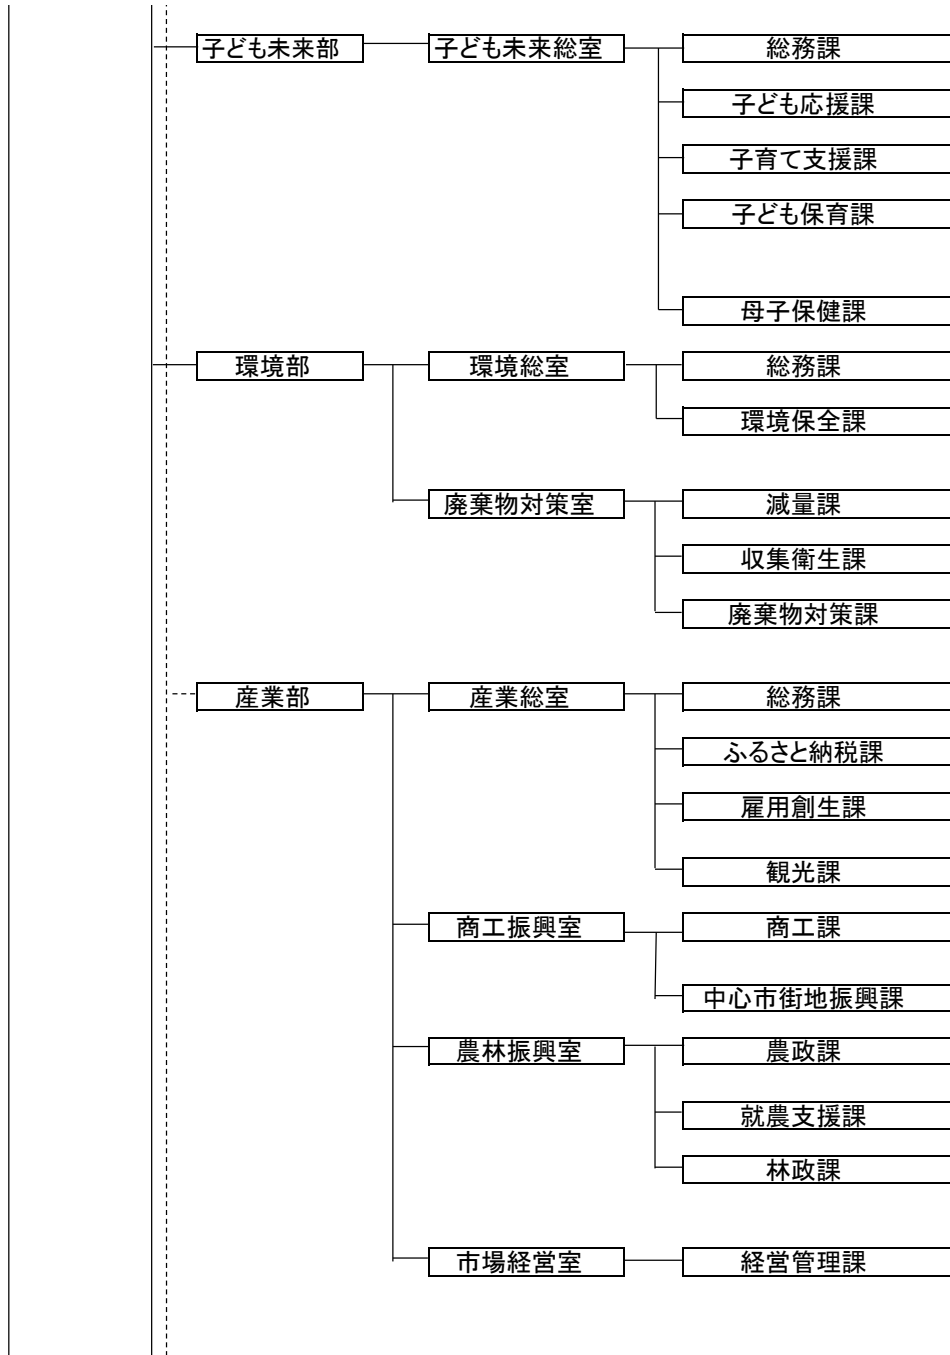 子ども未来部 子ども未来総室 総務課
子ども応援課
子育て支援課
子ども保育課
母子保健課
環境部 環境総室 総務課
環境保全課
廃棄物対策室 減量課
収集衛生課
廃棄物対策課
産業部 産業総室 総務課
ふるさと納税課
雇用創生課
観光課
商工振興室 商工課
中心市街地振興課
農林振興室 農政課
就農支援課
林政課
市場経営室 経営管理課